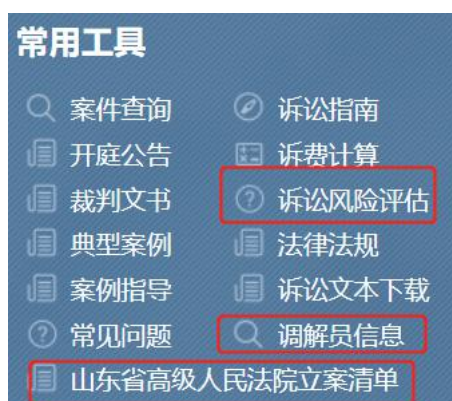 常用工具
案件查询 诉讼指南
开庭公告 诉费计算
裁判文书 诉讼风险评估
典型案例 法律法规
案例指导 诉讼文本下载
常见问题 调解员信息
山东省高级人民法院立案清单